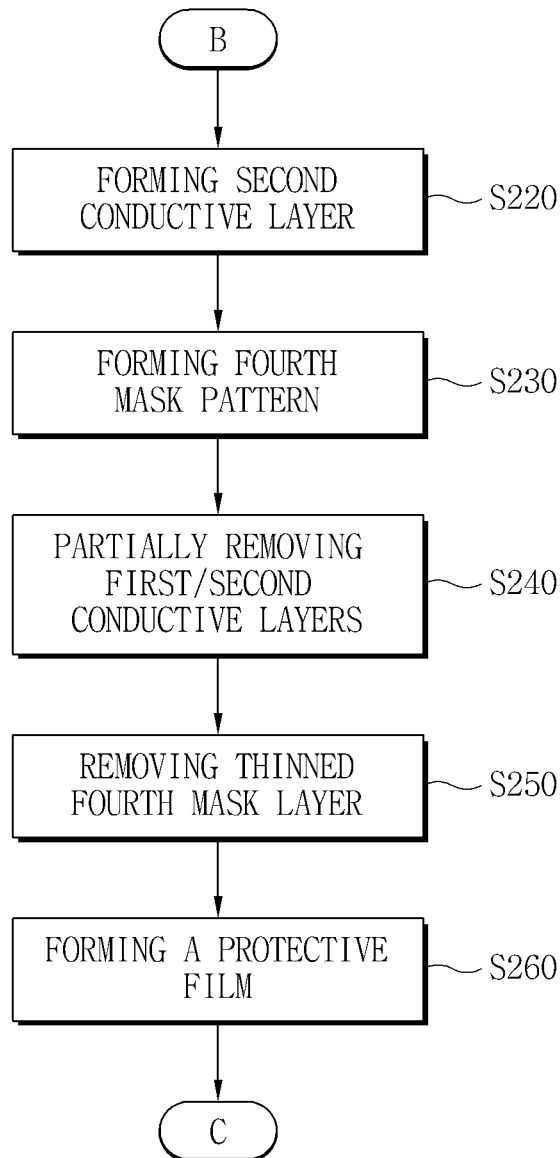 B
FORMING SECOND
CONDUCTIVE LAYER
S220
FORMING FOURTH
MASK PATTERN
S230
PARTIALLY REMOVING
FIRST/SECOND
CONDUCTIVE LAYERS
S240
REMOVING THINNED
FOURTH MASK LAYER
S250
FORMING A PROTECTIVE
FILM
S260
C